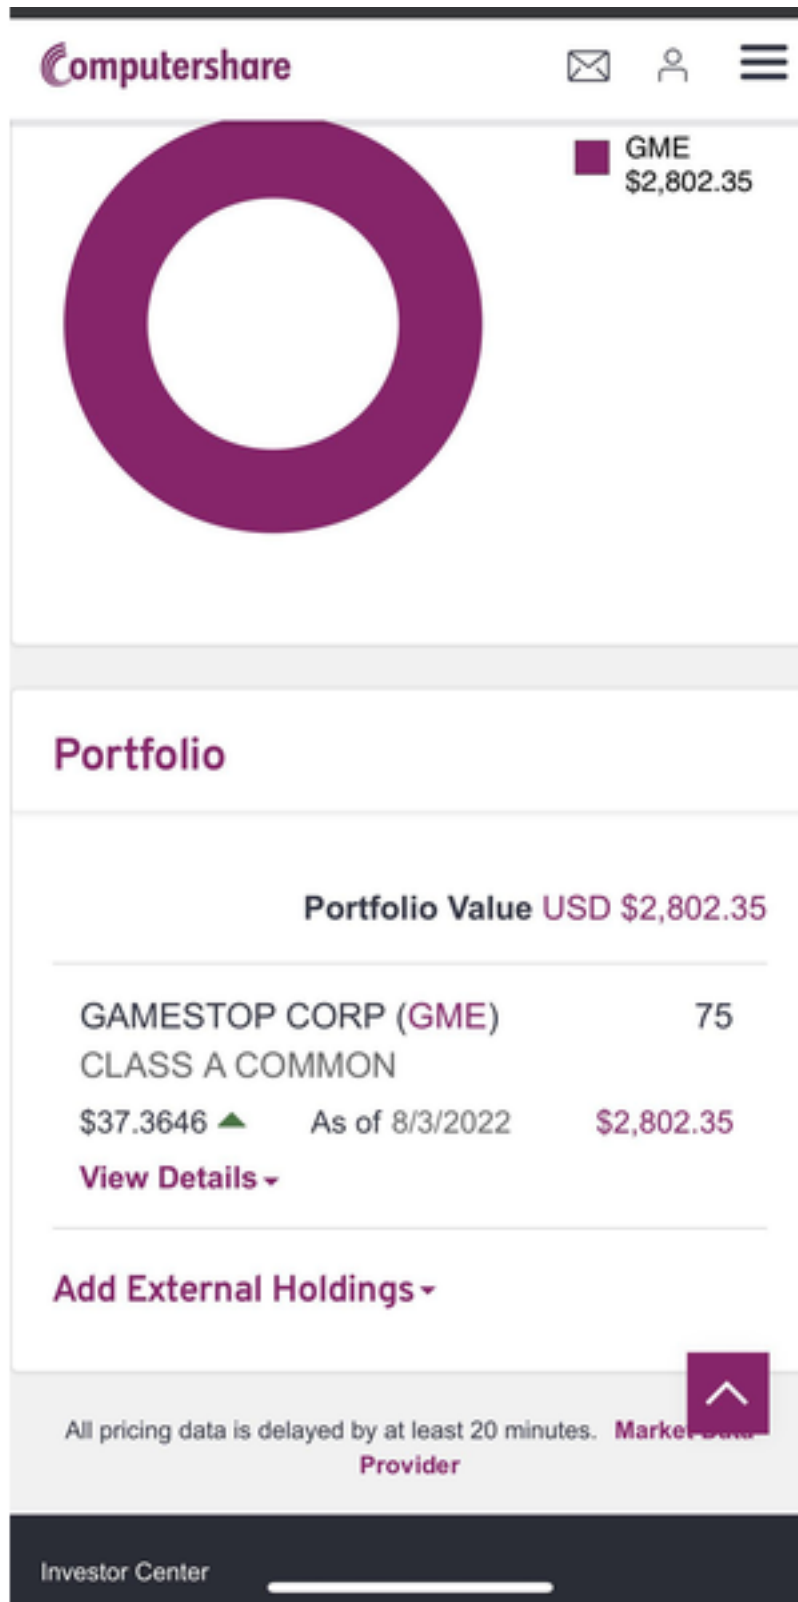 Computershare
GME
$2,802.35
Portfolio
Portfolio Value USD $2,802.35
GAMESTOP CORP (GME) 75
CLASS A COMMON
$37.3646 As of 8/3/2022 $2,802.35
View Details
Add External Holdings
All pricing data is delayed by at least 20 minutes. Market Data
Provider
Investor Center